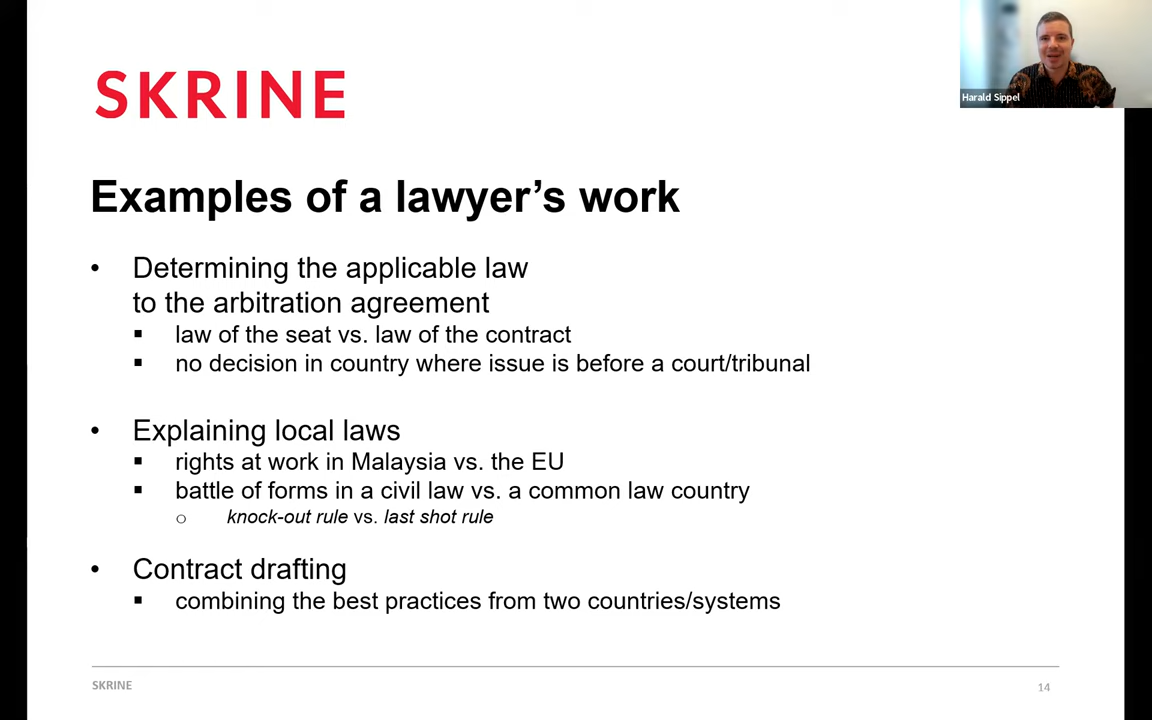 SKRINE
Harald Sippel
Examples of a lawyer’s work
• Determining the applicable law
to the arbitration agreement
▪ law of the seat vs. law of the contract
▪ no decision in country where issue is before a court/tribunal
• Explaining local laws
▪ rights at work in Malaysia vs. the EU
▪ battle of forms in a civil law vs. a common law country
○ knock-out rule vs. last shot rule
• Contract drafting
▪ combining the best practices from two countries/systems
SKRINE
14